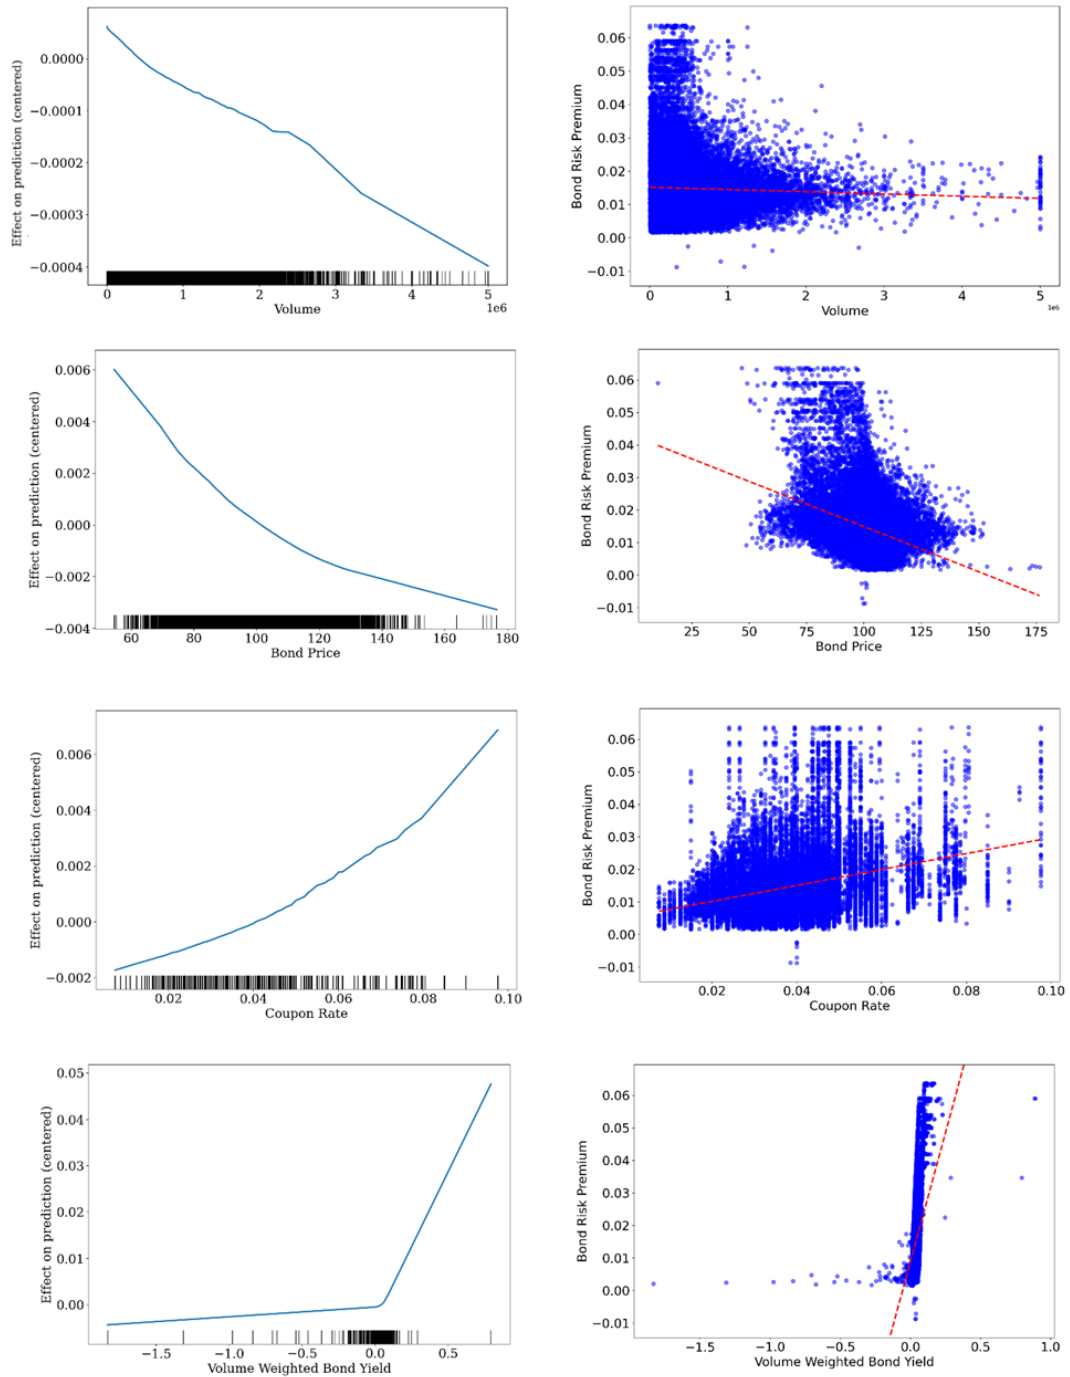 Effect on prediction (centered)
0.0000
−0.0001
−0.0002
−0.0003
−0.0004
0 1 2 3 4 5
1e6
Volume
Bond Risk Premium
0.06
0.05
0.04
0.03
0.02
0.01
0.00
−0.01
0 1 2 3 4 5
1e6
Volume
Effect on prediction (centered)
0.006
0.004
0.002
0.000
−0.002
−0.004
60 80 100 120 140 160 180
Bond Price
Bond Risk Premium
0.06
0.05
0.04
0.03
0.02
0.01
0.00
−0.01
25 50 75 100 125 150 175
Bond Price
Effect on prediction (centered)
0.006
0.004
0.002
0.000
−0.002
0.02 0.04 0.06 0.08 0.10
Coupon Rate
Bond Risk Premium
0.06
0.05
0.04
0.03
0.02
0.01
0.00
−0.01
0.02 0.04 0.06 0.08 0.10
Coupon Rate
Effect on prediction (centered)
0.05
0.04
0.03
0.02
0.01
0.00
−1.5 −1.0 −0.5 0.0 0.5
Volume Weighted Bond Yield
Bond Risk Premium
0.06
0.05
0.04
0.03
0.02
0.01
0.00
−0.01
−1.5 −1.0 −0.5 0.0 0.5 1.0
Volume Weighted Bond Yield